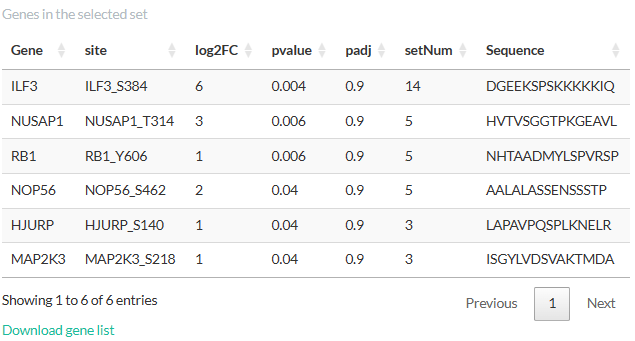 Genes in the selected set
Gene site log2FC pvalue padj setNum Sequence
ILF3 ILF3_S384 6 0.004 0.9 14 DGEEKSPSKKKKKIQ
NUSAP1 NUSAP1_T314 3 0.006 0.9 5 HVTVSGGTPKGEAVL
RB1 RB1_Y606 1 0.006 0.9 5 NHTAADMYLSPVRSP
NOP56 NOP56_S462 2 0.04 0.9 5 AALALASSENSSSTP
HJURP HJURP_S140 1 0.04 0.9 3 LAPAVPQSPLKNELR
MAP2K3 MAP2K3_S218 1 0.04 0.9 3 ISGYLVDSVAKTMDA
Showing 1 to 6 of 6 entries Previous 1 Next
Download gene list